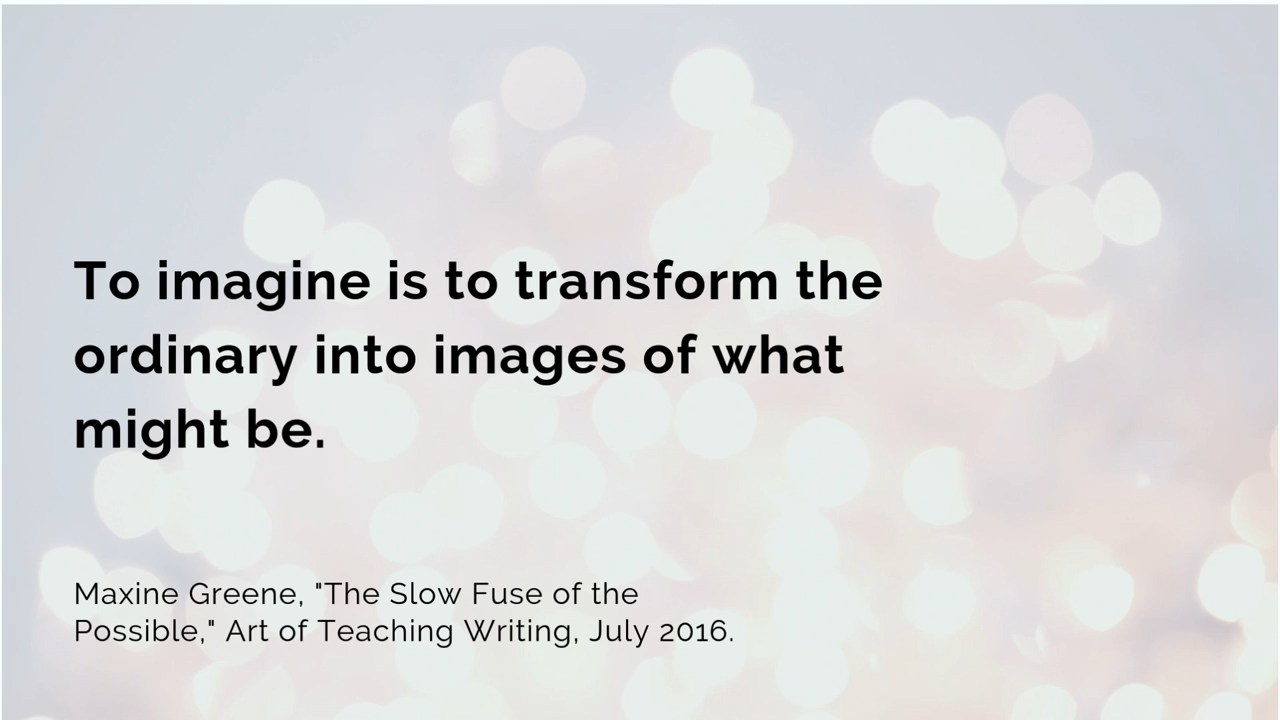 To imagine is to transform the
ordinary into images of what
might be.
Maxine Greene, "The Slow Fuse of the
Possible," Art of Teaching Writing, July 2016.